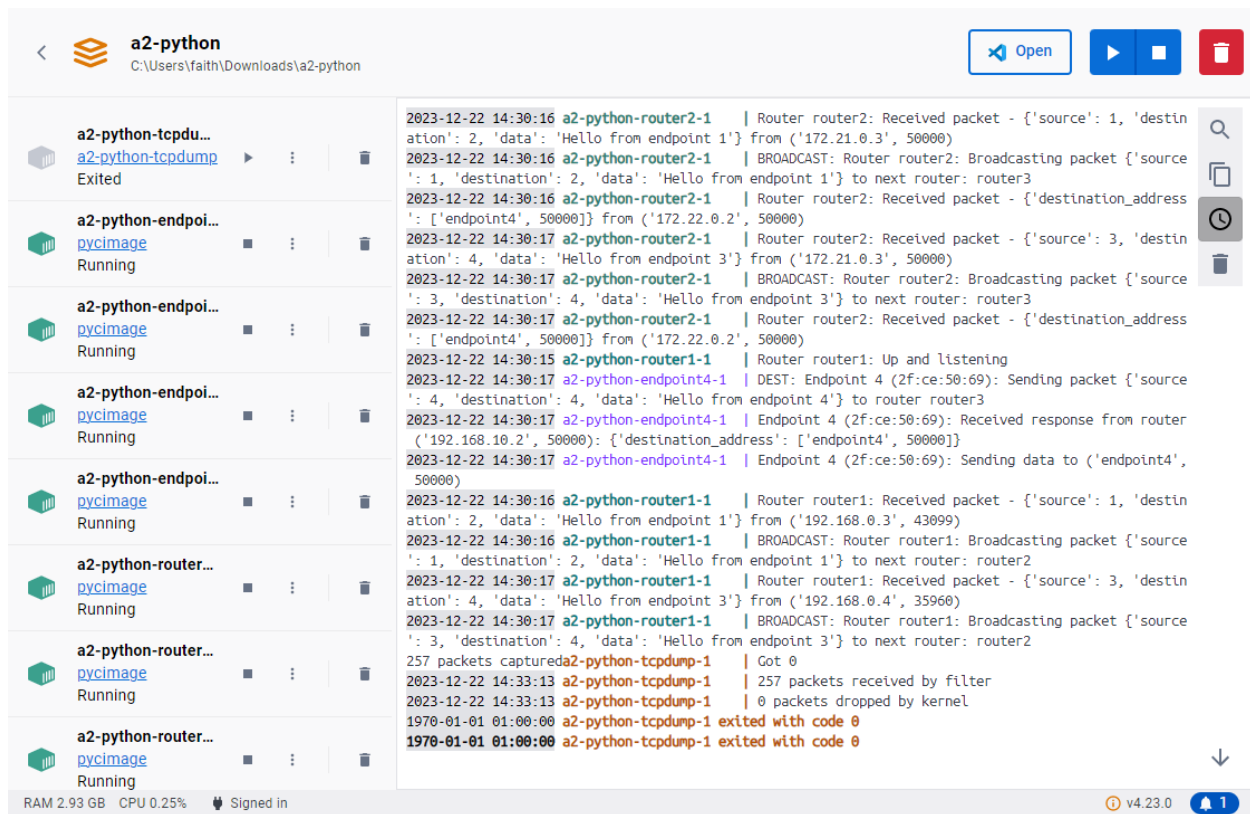 a2-python
C:\Users\faith\Downloads\a2-python
Open
a2-python-tcpdu...
a2-python-tcpdump
Exited
a2-python-endpoi...
pycimage
Running
a2-python-endpoi...
pycimage
Running
a2-python-endpoi...
pycimage
Running
a2-python-endpoi...
pycimage
Running
a2-python-router...
pycimage
Running
a2-python-router...
pycimage
Running
a2-python-router...
pycimage
Running
2023-12-22 14:30:16 a2-python-router2-1 | Router router2: Received packet - {'source': 1, 'destin
ation': 2, 'data': 'Hello from endpoint 1'} from ('172.21.0.3', 50000)
2023-12-22 14:30:16 a2-python-router2-1 | BROADCAST: Router router2: Broadcasting packet {'source
': 1, 'destination': 2, 'data': 'Hello from endpoint 1'} to next router: router3
2023-12-22 14:30:16 a2-python-router2-1 | Router router2: Received packet - {'destination_address
': ['endpoint4', 50000]} from ('172.22.0.2', 50000)
2023-12-22 14:30:17 a2-python-router2-1 | Router router2: Received packet - {'source': 3, 'destin
ation': 4, 'data': 'Hello from endpoint 3'} from ('172.21.0.3', 50000)
2023-12-22 14:30:17 a2-python-router2-1 | BROADCAST: Router router2: Broadcasting packet {'source
': 3, 'destination': 4, 'data': 'Hello from endpoint 3'} to next router: router3
2023-12-22 14:30:17 a2-python-router2-1 | Router router2: Received packet - {'destination_address
': ['endpoint4', 50000]} from ('172.22.0.2', 50000)
2023-12-22 14:30:15 a2-python-router1-1 | Router router1: Up and listening
2023-12-22 14:30:17 a2-python-endpoint4-1 | DEST: Endpoint 4 (2f:ce:50:69): Sending packet {'source
': 4, 'destination': 4, 'data': 'Hello from endpoint 4'} to router router3
2023-12-22 14:30:17 a2-python-endpoint4-1 | Endpoint 4 (2f:ce:50:69): Received response from router
('192.168.10.2', 50000): {'destination_address': ['endpoint4', 50000]}
2023-12-22 14:30:17 a2-python-endpoint4-1 | Endpoint 4 (2f:ce:50:69): Sending data to ('endpoint4',
50000)
2023-12-22 14:30:16 a2-python-router1-1 | Router router1: Received packet - {'source': 1, 'destin
ation': 2, 'data': 'Hello from endpoint 1'} from ('192.168.0.3', 43099)
2023-12-22 14:30:16 a2-python-router1-1 | BROADCAST: Router router1: Broadcasting packet {'source
': 1, 'destination': 2, 'data': 'Hello from endpoint 1'} to next router: router2
2023-12-22 14:30:17 a2-python-router1-1 | Router router1: Received packet - {'source': 3, 'destin
ation': 4, 'data': 'Hello from endpoint 3'} from ('192.168.0.4', 35960)
2023-12-22 14:30:17 a2-python-router1-1 | BROADCAST: Router router1: Broadcasting packet {'source
': 3, 'destination': 4, 'data': 'Hello from endpoint 3'} to next router: router2
257 packets captureda2-python-tcpdump-1 | Got 0
2023-12-22 14:33:13 a2-python-tcpdump-1 | 257 packets received by filter
2023-12-22 14:33:13 a2-python-tcpdump-1 | 0 packets dropped by kernel
1970-01-01 01:00:00 a2-python-tcpdump-1 exited with code 0
1970-01-01 01:00:00 a2-python-tcpdump-1 exited with code 0
RAM 2.93 GB CPU 0.25% Signed in
v4.23.0
1